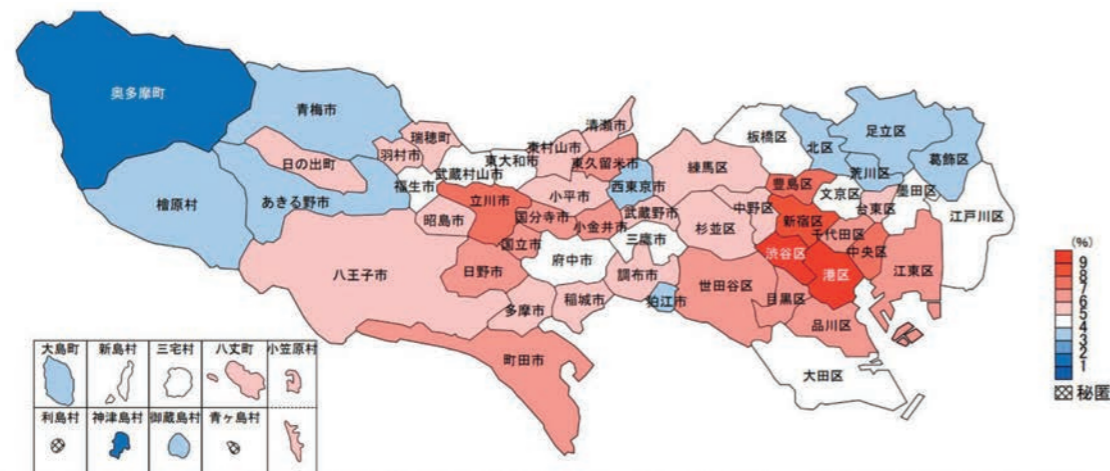 奥多摩町
青梅市
日の出町
檜原村
あきる野市
羽村市
瑞穂町
福生市
武蔵村山市
東大和市
東村山市
清瀬市
東久留米市
西東京市
昭島市
立川市
小平市
国分寺市
小金井市
武蔵野市
国立市
三鷹市
八王子市
日野市
府中市
調布市
狛江市
多摩市
稲城市
町田市
練馬区
板橋区
北区
足立区
葛飾区
荒川区
豊島区
文京区
墨田区
台東区
江戸川区
中野区
杉並区
新宿区
千代田区
渋谷区
港区
中央区
江東区
世田谷区
目黒区
品川区
大田区
(%)
9
8
7
6
5
4
3
2
1
秘匿
大島町 新島村 三宅村 八丈町 小笠原村
利島村 神津島村 御蔵島村 青ヶ島村